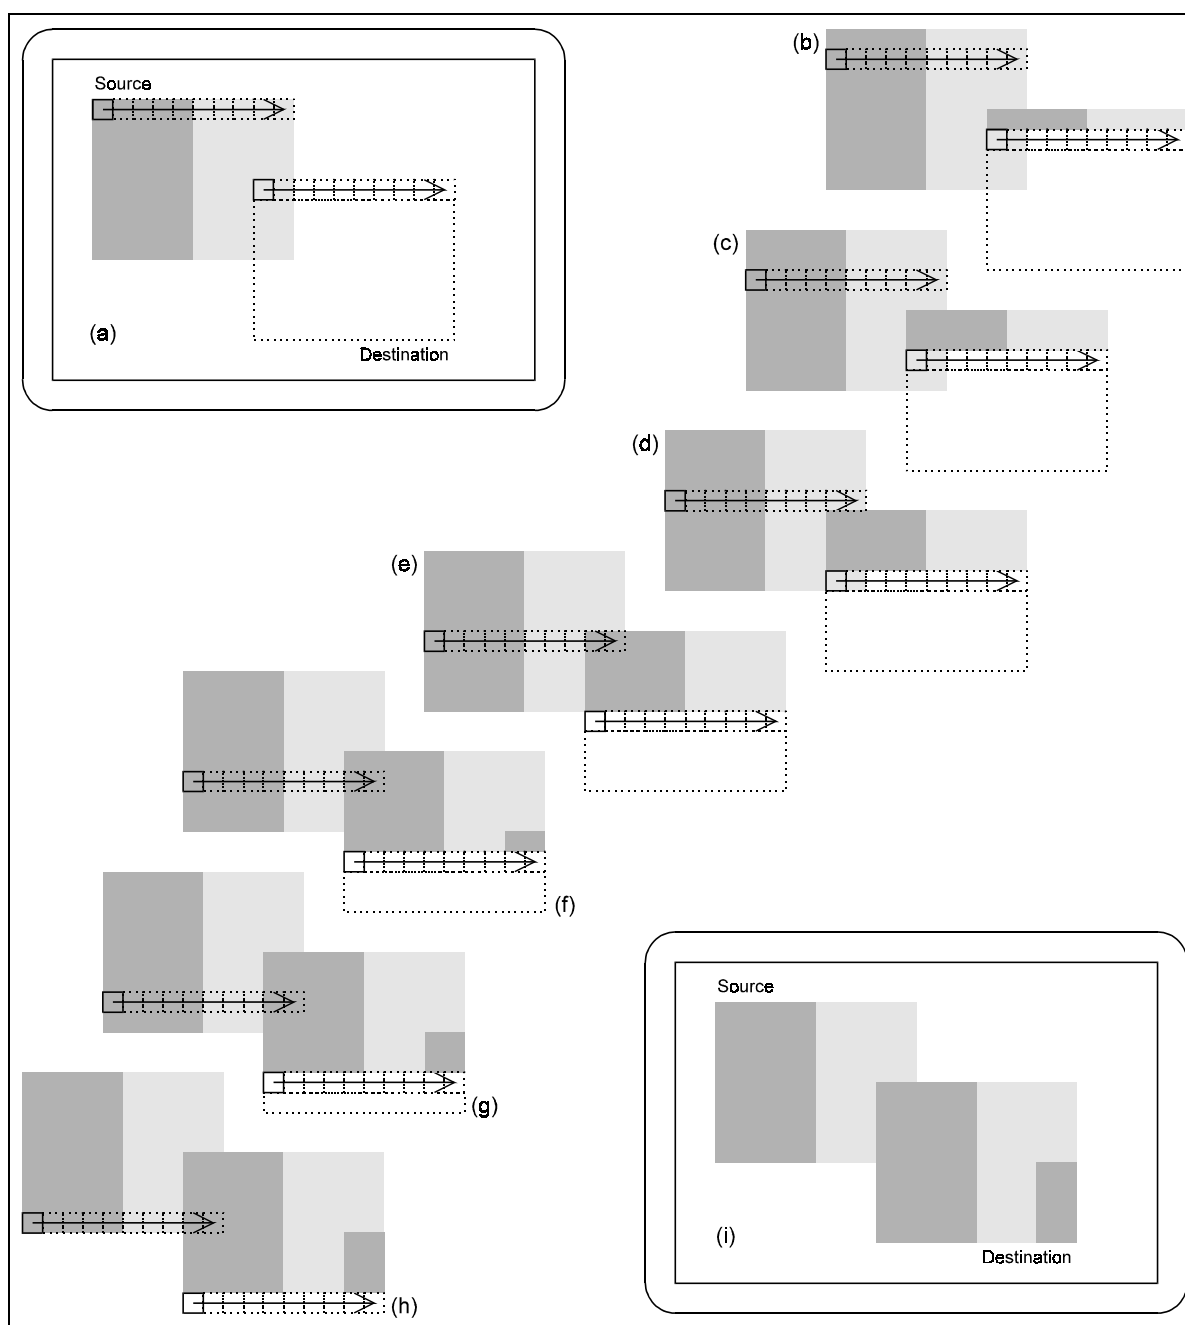 Source
(a)
Destination
(b)
(c)
(d)
(e)
(f)
(g)
(h)
Source
(i)
Destination